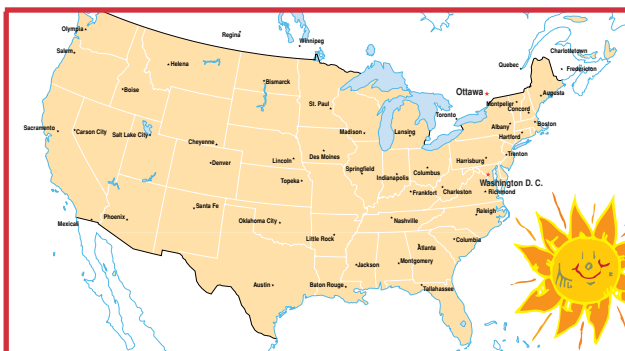 Olympia
Regina
Winnipeg
Charlottetown
Salem
Helena
Quebec
Fredericton
Bismarck
Boise
Ottawa
Augusta
Montpelier
St. Paul
Concord
Toronto
Sacramento
Carson City
Salt Lake City
Madison
Lansing
Albany
Boston
Hartford
Cheyenne
Des Moines
Trenton
Denver
Lincoln
Springfield
Columbus
Harrisburg
Topeka
Indianapolis
Washington D. C.
Frankfort
Charleston
Richmond
Santa Fe
Raleigh
Mexicali
Phoenix
Oklahoma City
Nashville
Little Rock
Columbia
Atlanta
Jackson
Montgomery
Austin
Baton Rouge
Tallahassee